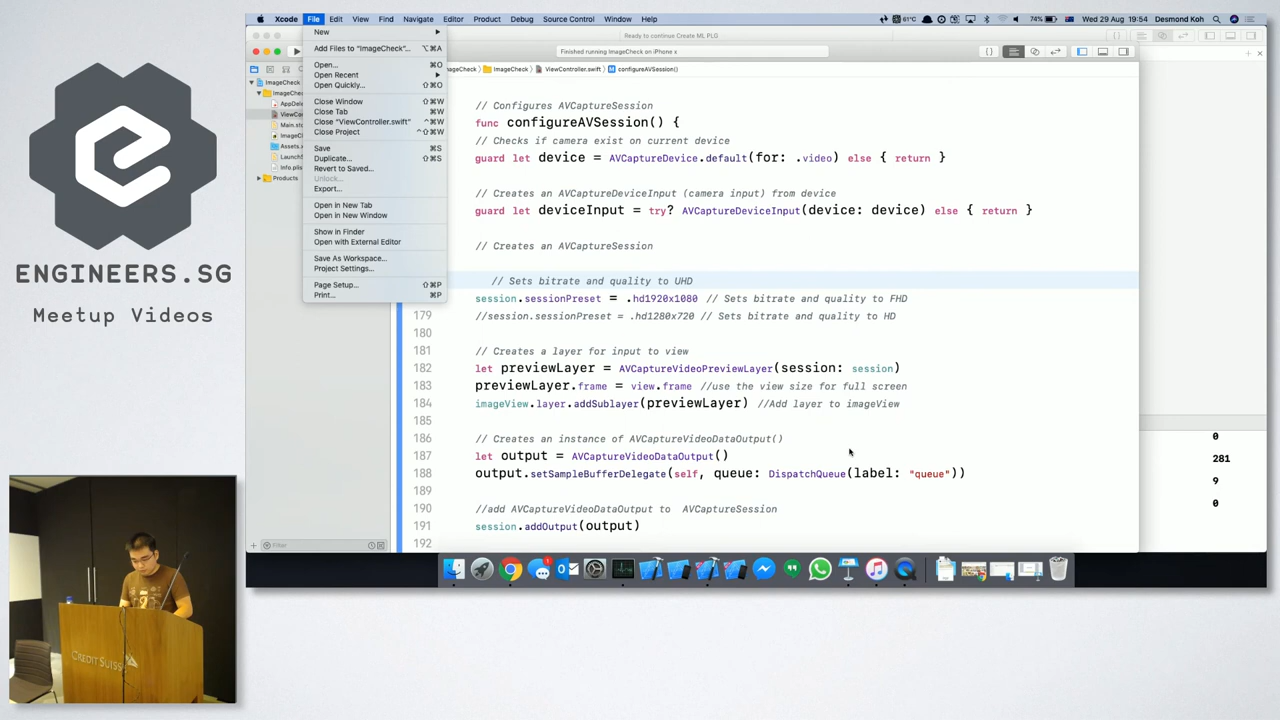 Xcode File Edit View Find Navigate Editor Product Debug Source Control Window Help
61°C 74% Wed 29 Aug 19:54 Desmond Koh
Ready to continue Create ML PLG
Finished running ImageCheck on iPhone x
ImageCheck ViewController.swift configureAVSession()
New
Add Files to "ImageCheck"... ⌥⌘A
Open... ⌘O
Open Recent
Open Quickly... ⇧⌘O
Close Window ⇧⌘W
Close Tab ⌘W
Close "ViewController.swift" ^⌘W
Close Project ^⇧⌘W
Save ⌘S
Duplicate... ⇧⌘S
Revert to Saved...
Unlock...
Export...
Open in New Tab
Open in New Window
Show in Finder
Open with External Editor
Save As Workspace...
Project Settings...
Page Setup... ⇧⌘P
Print... ⌘P
ImageCheck
Products
Filter
// Configures AVCaptureSession
func configureAVSession() {
// Checks if camera exist on current device
guard let device = AVCaptureDevice.default(for: .video) else { return }
// Creates an AVCaptureDeviceInput (camera input) from device
guard let deviceInput = try? AVCaptureDeviceInput(device: device) else { return }
// Creates an AVCaptureSession
// Sets bitrate and quality to UHD
session.sessionPreset = .hd1920x1080 // Sets bitrate and quality to FHD
179 //session.sessionPreset = .hd1280x720 // Sets bitrate and quality to HD
180
181 // Creates a layer for input to view
182 let previewLayer = AVCaptureVideoPreviewLayer(session: session)
183 previewLayer.frame = view.frame //use the view size for full screen
184 imageView.layer.addSublayer(previewLayer) //Add layer to imageView
185
186 // Creates an instance of AVCaptureVideoDataOutput()
187 let output = AVCaptureVideoDataOutput()
188 output.setSampleBufferDelegate(self, queue: DispatchQueue(label: "queue"))
189
190 //add AVCaptureVideoDataOutput to AVCaptureSession
191 session.addOutput(output)
192
0
281
9
0
ENGINEERS.SG
Meetup Videos
CREDIT SUISSE